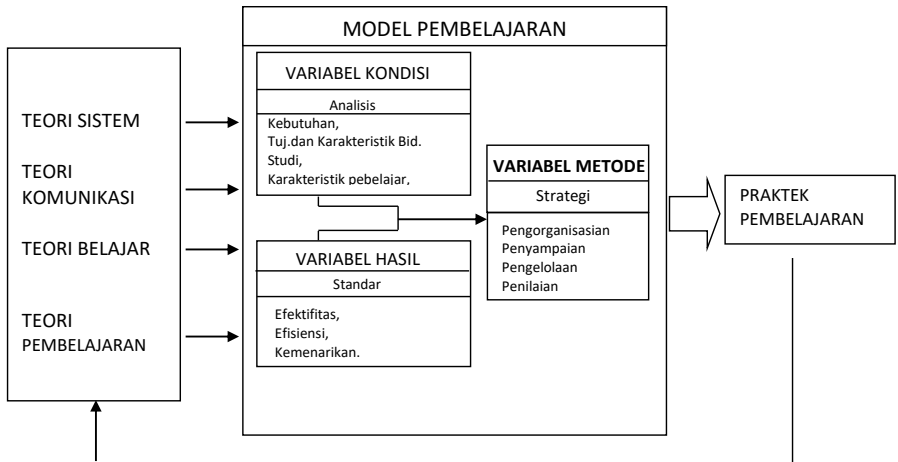 MODEL PEMBELAJARAN
TEORI SISTEM
TEORI
KOMUNIKASI
TEORI BELAJAR
TEORI
PEMBELAJARAN
VARIABEL KONDISI
Analisis
Kebutuhan,
Tuj.dan Karakteristik Bid.
Studi,
Karakteristik pebelajar,
VARIABEL HASIL
Standar
Efektifitas,
Efisiensi,
Kemenarikan.
VARIABEL METODE
Strategi
Pengorganisasian
Penyampaian
Pengelolaan
Penilaian
PRAKTEK
PEMBELAJARAN